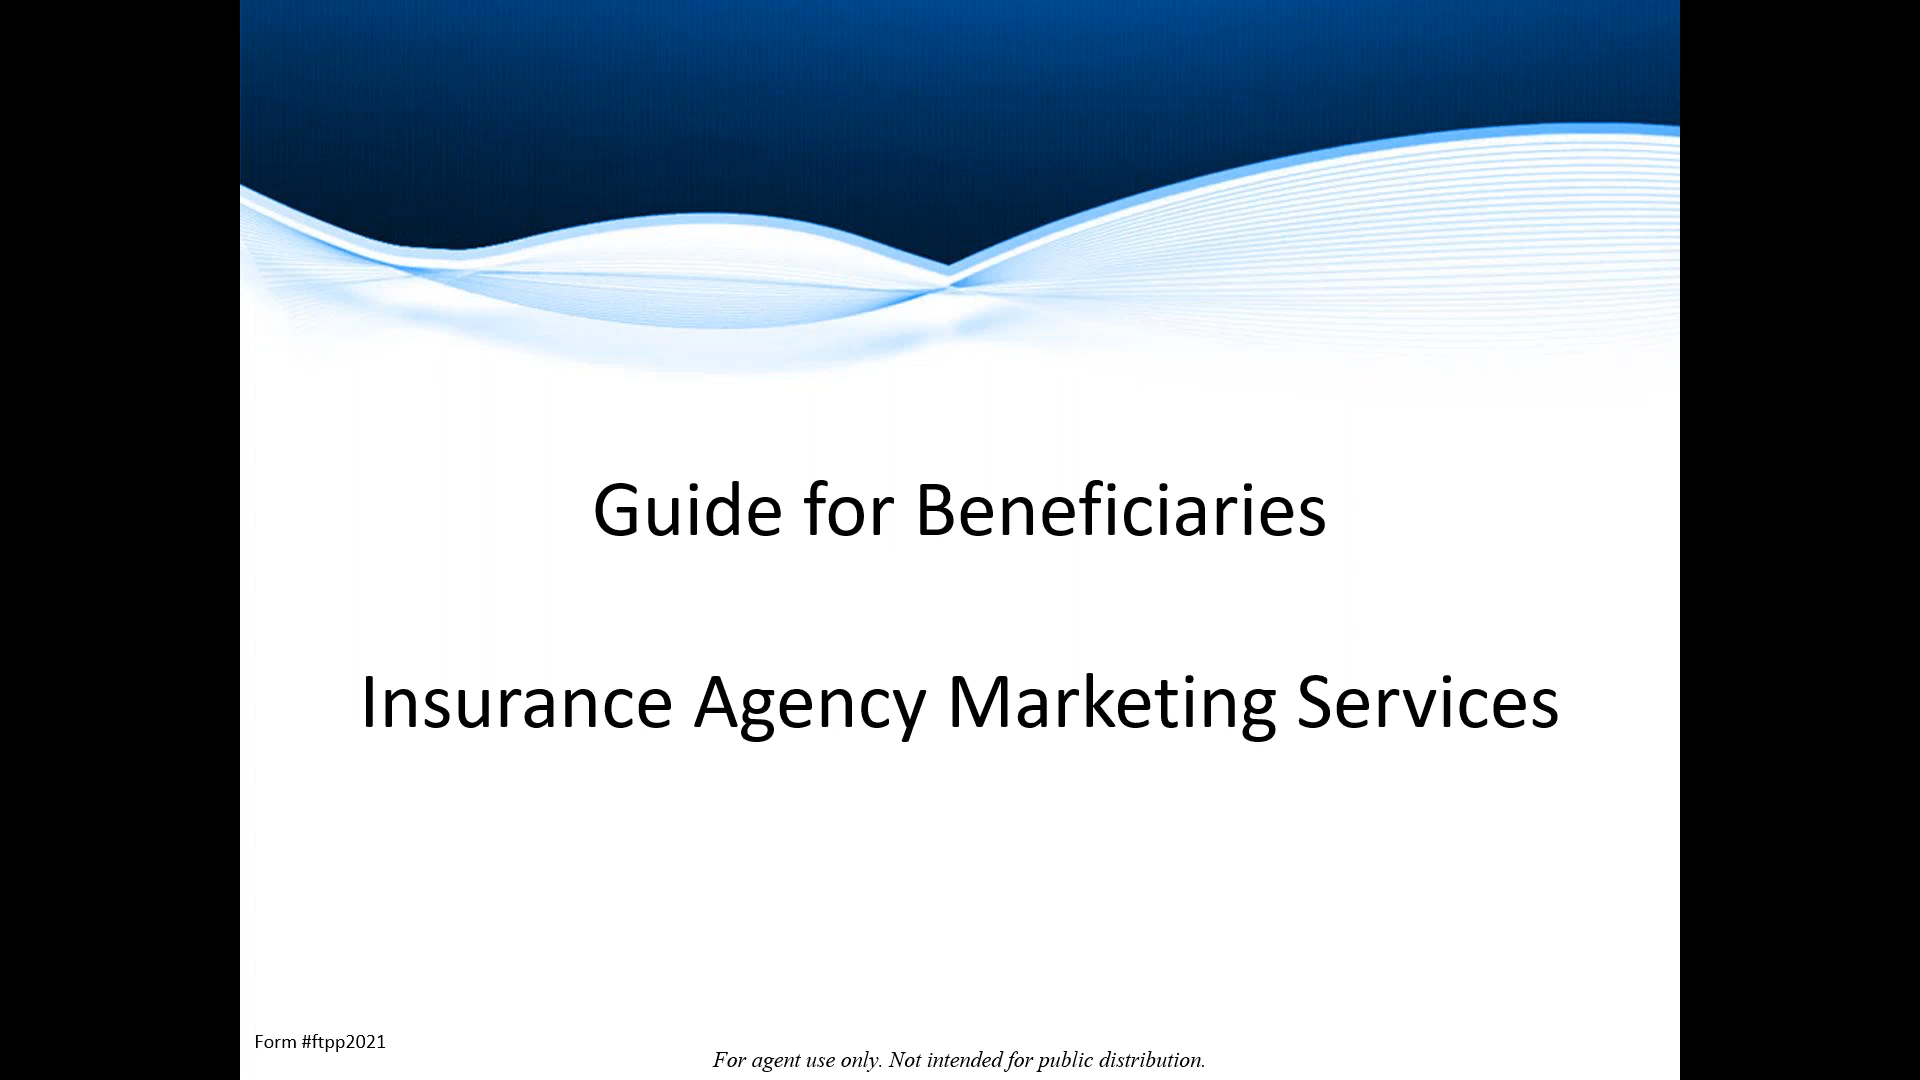 Guide for Beneficiaries
Insurance Agency Marketing Services
Form #ftpp2021
For agent use only. Not intended for public distribution.